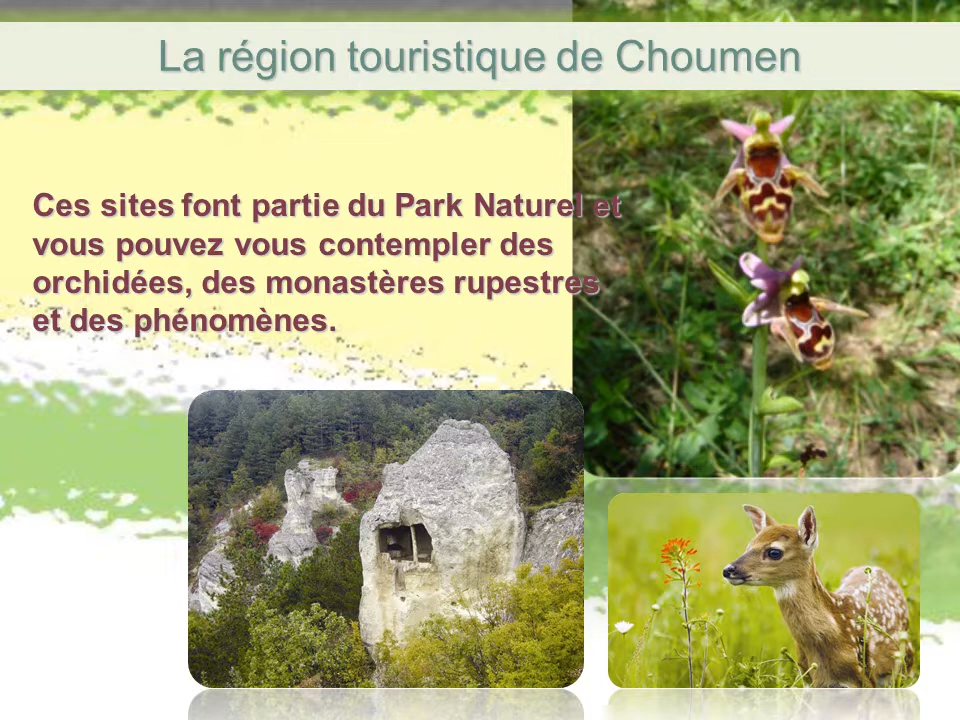 La région touristique de Choumen
Ces sites font partie du Park Naturel et
vous pouvez vous contempler des
orchidées, des monastères rupestres
et des phénomènes.